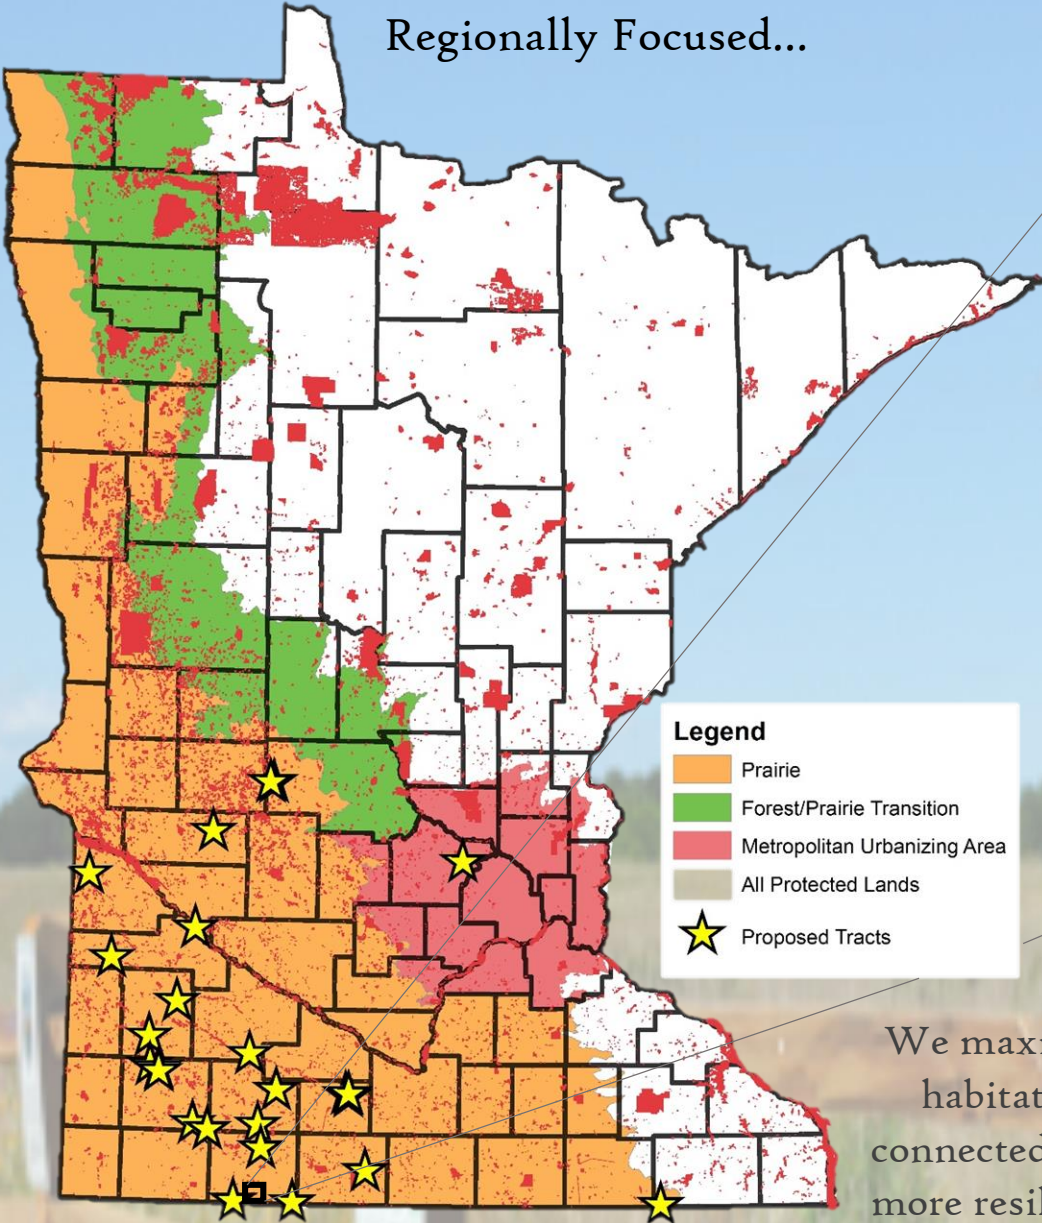 Regionally Focused...
Legend
Prairie
Forest/Prairie Transition
Metropolitan Urbanizing Area
All Protected Lands
Proposed Tracts
We max
habitat
connected
more resil